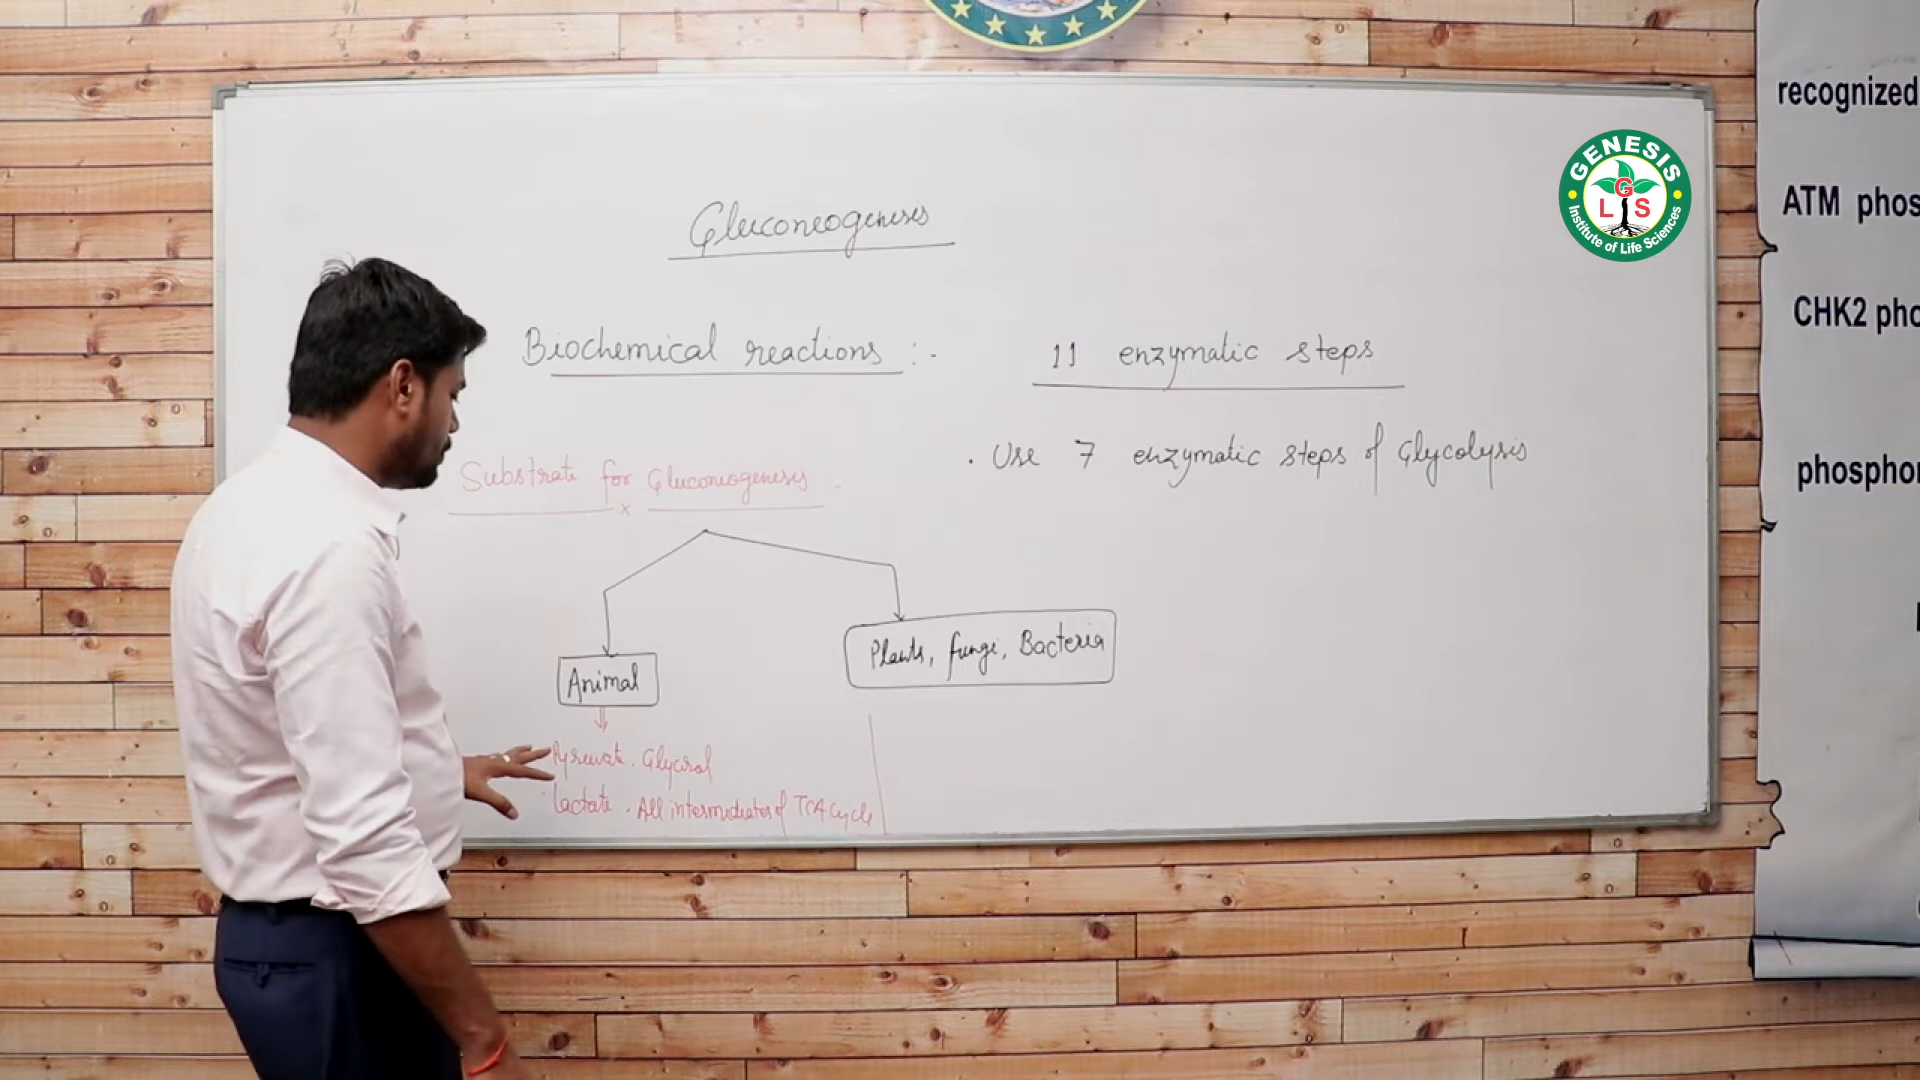 GENESIS
GLS
Institute of Life Sciences
Gluconeogenesis
Biochemical reactions :-
11 enzymatic steps
. Use 7 enzymatic steps of Glycolysis
Substrate for Gluconeogenesis
x
Animal
Plants, fungi, Bacteria
Pyruvate . Glycerol
Lactate . All intermediates of TCA Cycle
recognized
ATM phos
CHK2 pho
phosphor